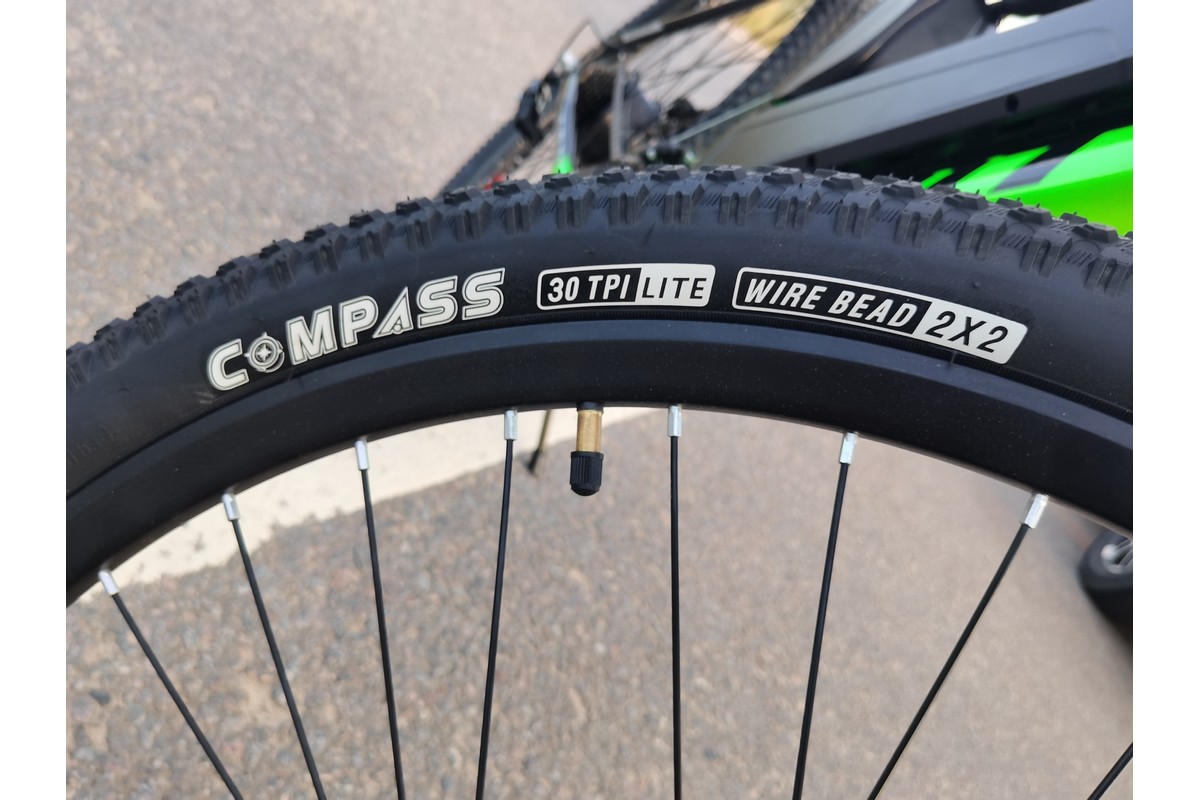 COMPASS 30 TPI LITE WIRE BEAD 2X2